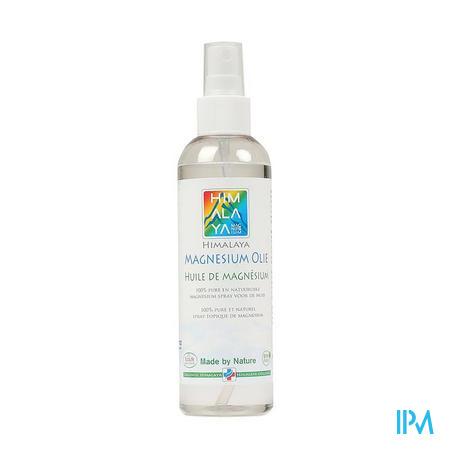 HIM
ALA
YA
HIMALAYA
MAGNESIUM OLIE
HUILE DE MAGNÉSIUM
100% PURE EN NATUURLIJKE
MAGNESIUM SPRAY VOOR DE HUID
100% PURE ET NATUREL
SPRAY TOPIQUE DE MAGNESIUM
Made by Nature
IPM